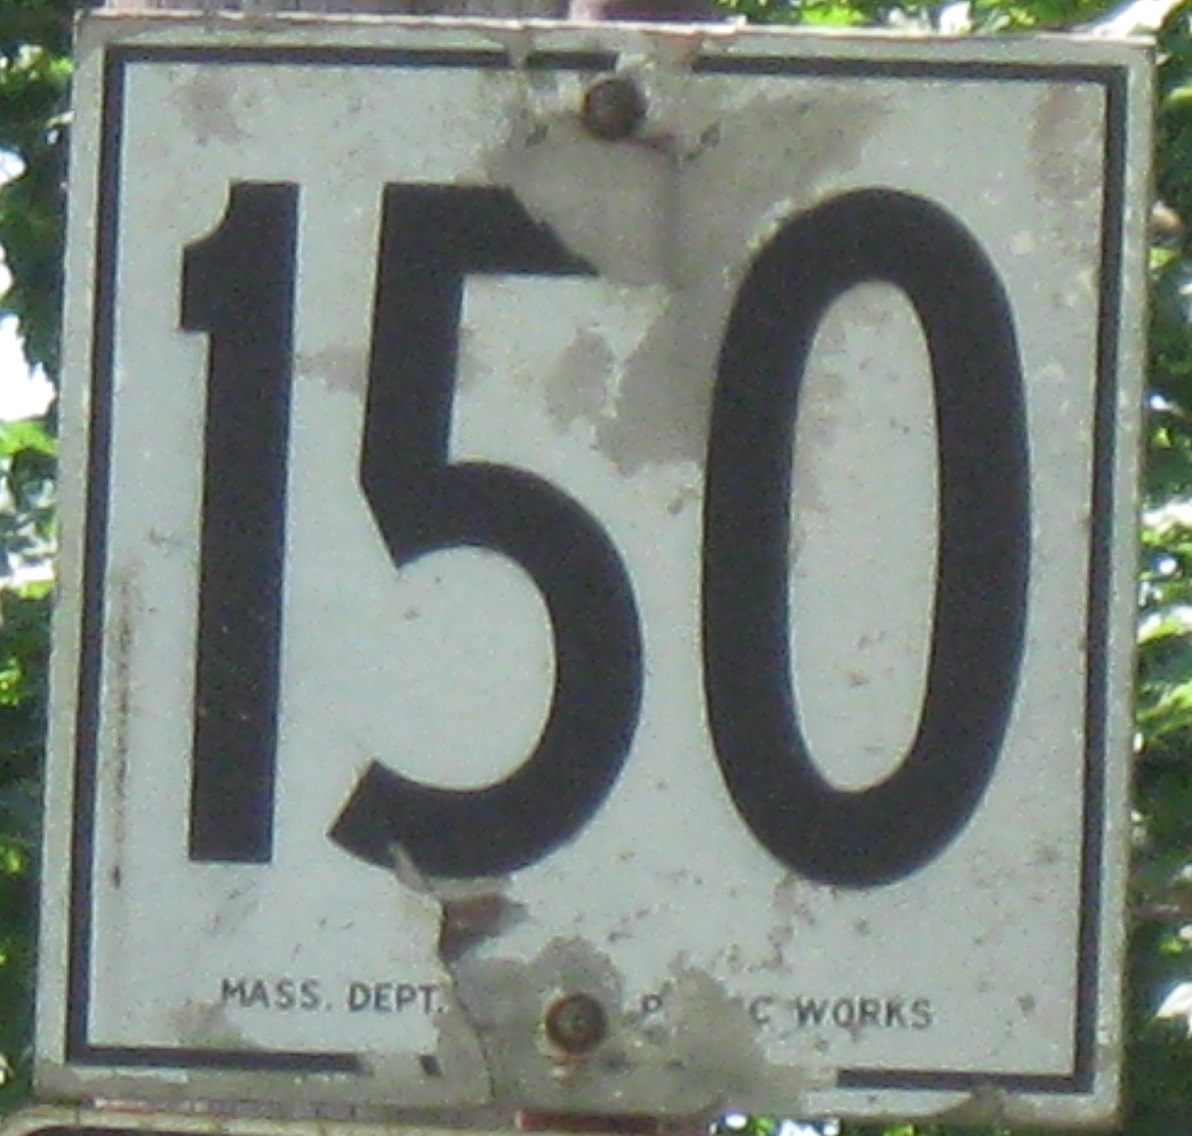 150
MASS. DEPT. WORKS